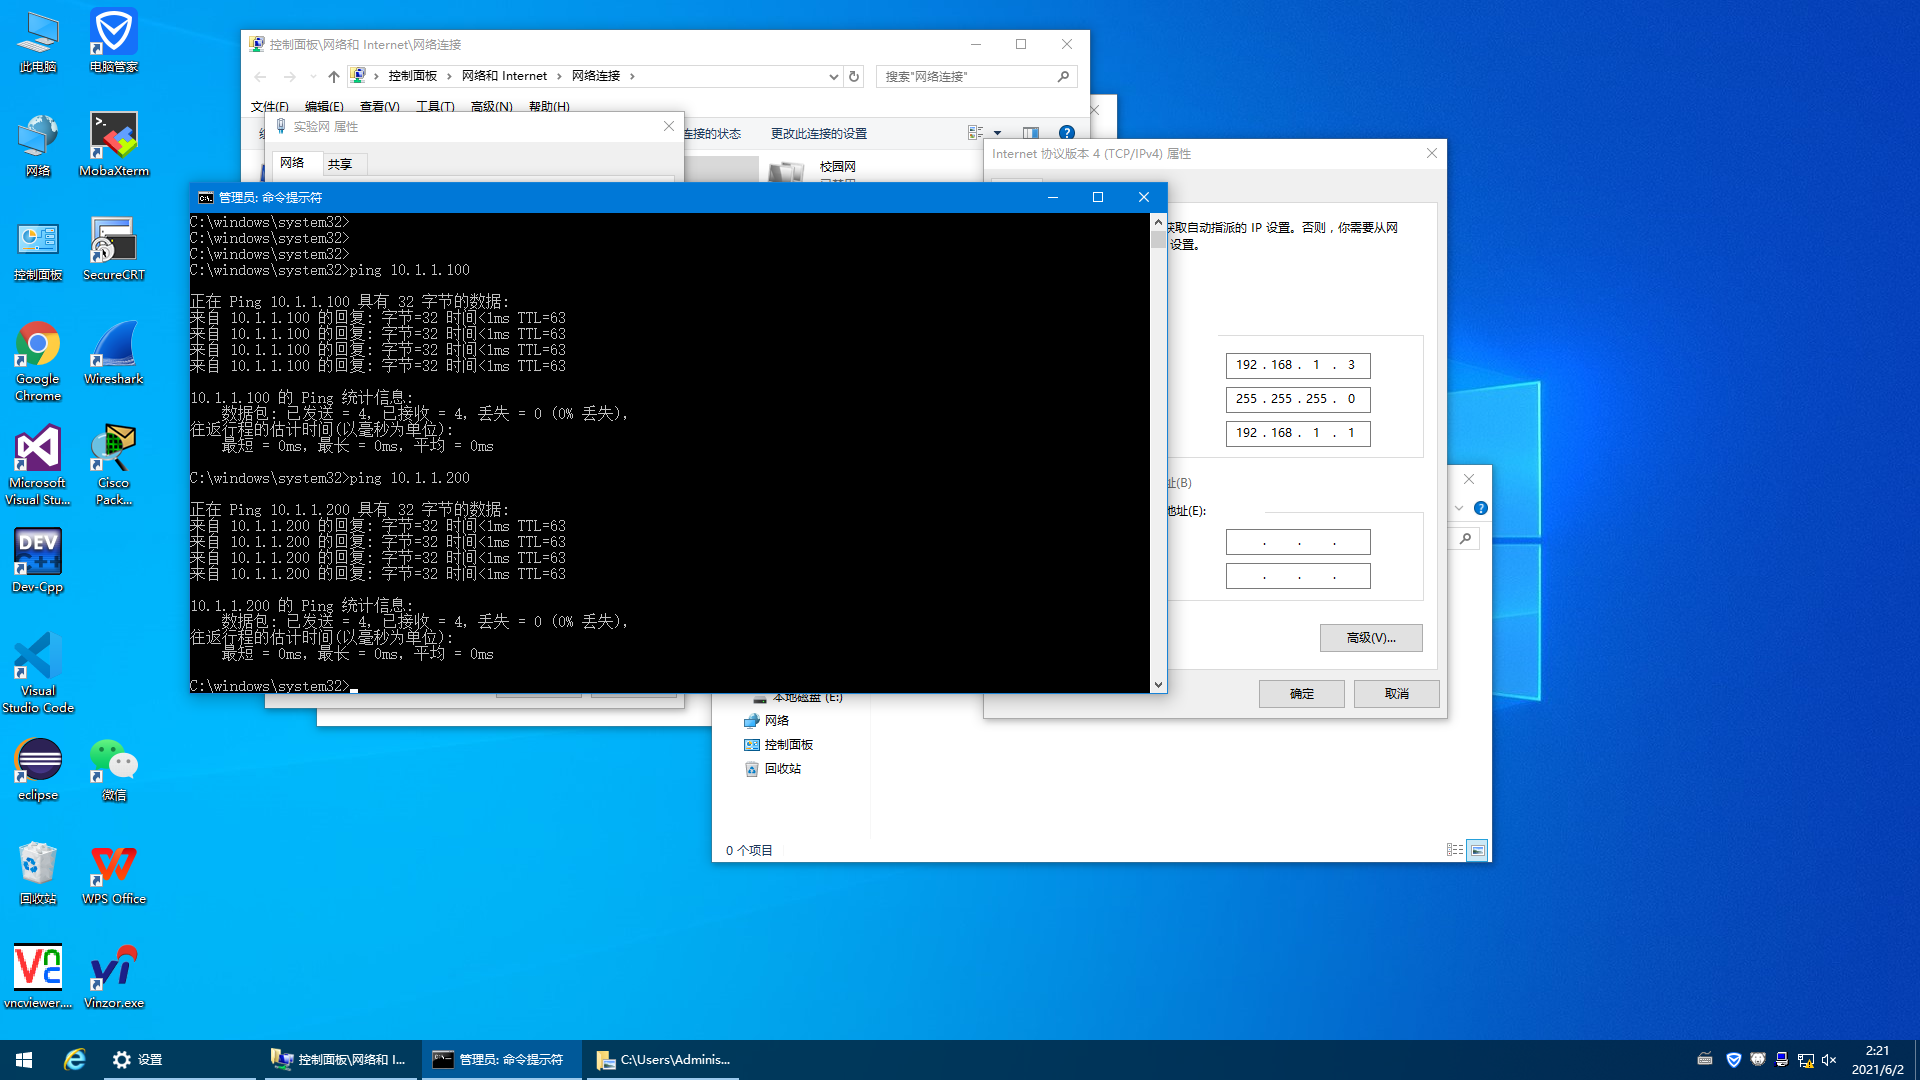 此电脑
电脑管家
网络
MobaXterm
控制面板
SecureCRT
Google Chrome
Wireshark
Microsoft Visual Stu...
Cisco Pack...
Dev-Cpp
Visual Studio Code
eclipse
微信
回收站
WPS Office
vncviewer....
Vinzor.exe
控制面板\网络和 Internet\网络连接
控制面板 > 网络和 Internet > 网络连接 >
搜索"网络连接"
文件(F) 编辑(E) 查看(V) 工具(T) 高级(N) 帮助(H)
连接的状态 更改此连接的设置
校园网
实验网 属性
网络 共享
Internet 协议版本 4 (TCP/IPv4) 属性
获取自动指派的 IP 设置。否则，你需要从网
设置。
192 . 168 . 1 . 3
255 . 255 . 255 . 0
192 . 168 . 1 . 1
址(B)
地址(E):
高级(V)...
确定 取消
管理员: 命令提示符
C:\windows\system32>
C:\windows\system32>
C:\windows\system32>
C:\windows\system32>ping 10.1.1.100
正在 Ping 10.1.1.100 具有 32 字节的数据:
来自 10.1.1.100 的回复: 字节=32 时间<1ms TTL=63
来自 10.1.1.100 的回复: 字节=32 时间<1ms TTL=63
来自 10.1.1.100 的回复: 字节=32 时间<1ms TTL=63
来自 10.1.1.100 的回复: 字节=32 时间<1ms TTL=63
10.1.1.100 的 Ping 统计信息:
数据包: 已发送 = 4, 已接收 = 4, 丢失 = 0 (0% 丢失),
往返行程的估计时间(以毫秒为单位):
最短 = 0ms, 最长 = 0ms, 平均 = 0ms
C:\windows\system32>ping 10.1.1.200
正在 Ping 10.1.1.200 具有 32 字节的数据:
来自 10.1.1.200 的回复: 字节=32 时间<1ms TTL=63
来自 10.1.1.200 的回复: 字节=32 时间<1ms TTL=63
来自 10.1.1.200 的回复: 字节=32 时间<1ms TTL=63
来自 10.1.1.200 的回复: 字节=32 时间<1ms TTL=63
10.1.1.200 的 Ping 统计信息:
数据包: 已发送 = 4, 已接收 = 4, 丢失 = 0 (0% 丢失),
往返行程的估计时间(以毫秒为单位):
最短 = 0ms, 最长 = 0ms, 平均 = 0ms
C:\windows\system32>
本地磁盘 (E:)
网络
控制面板
回收站
0 个项目
设置
控制面板\网络和 I...
管理员: 命令提示符
C:\Users\Adminis...
2:21
2021/6/2